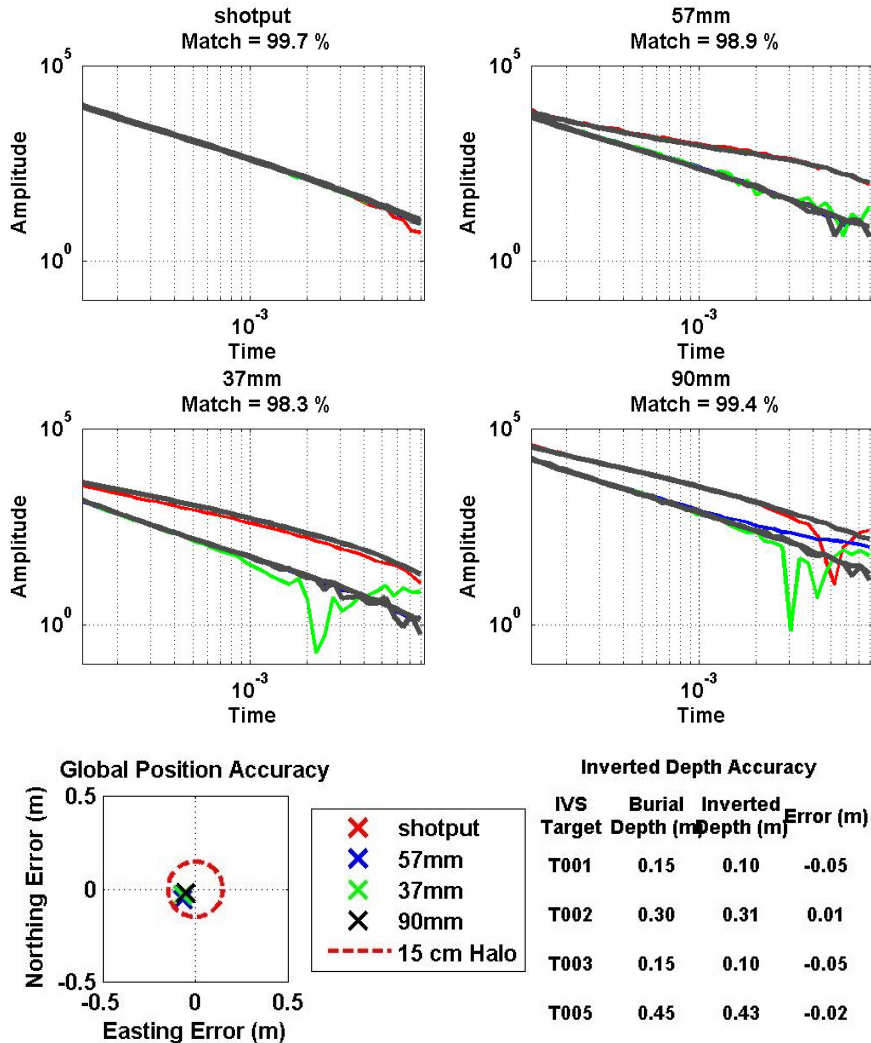 shotput
Match = 99.7 %
10^5
10^0
Amplitude
10^-3
Time
57mm
Match = 98.9 %
10^5
10^0
Amplitude
10^-3
Time
37mm
Match = 98.3 %
10^5
10^0
Amplitude
10^-3
Time
90mm
Match = 99.4 %
10^5
10^0
Amplitude
10^-3
Time
Global Position Accuracy
0.5
0
-0.5
Northing Error (m)
-0.5 0 0.5
Easting Error (m)
shotput
57mm
37mm
90mm
15 cm Halo
Inverted Depth Accuracy
IVS Target Burial Depth (m) Inverted Depth (m) Error (m)
T001 0.15 0.10 -0.05
T002 0.30 0.31 0.01
T003 0.15 0.10 -0.05
T005 0.45 0.43 -0.02